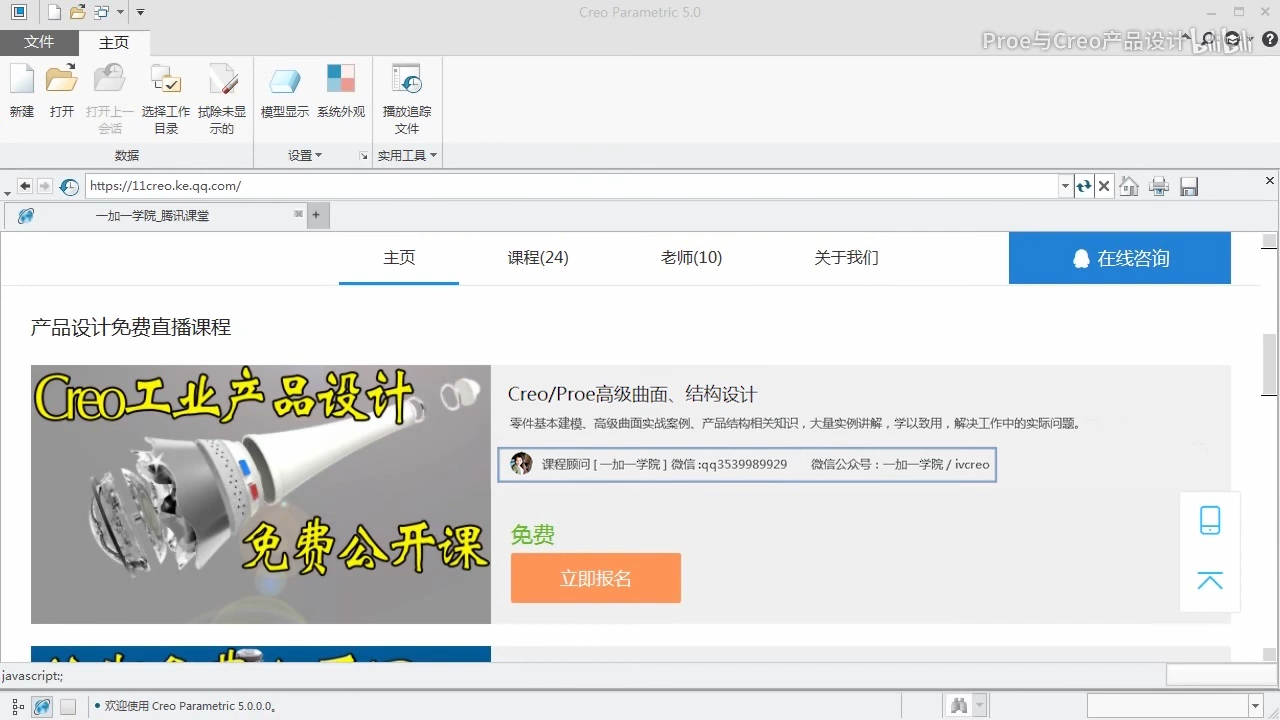 Creo Parametric 5.0
文件
主页
Proe与Creo产品设计 bilibili
新建
打开
打开上一会话
选择工作目录
拭除未显示的
模型显示
系统外观
播放追踪文件
数据
设置
实用工具
https://11creo.ke.qq.com/
一加一学院_腾讯课堂
主页
课程(24)
老师(10)
关于我们
在线咨询
产品设计免费直播课程
Creo工业产品设计
免费公开课
Creo/Proe高级曲面、结构设计
零件基本建模、高级曲面实战案例、产品结构相关知识，大量实例讲解，学以致用，解决工作中的实际问题。
课程顾问 [ 一加一学院 ] 微信 :qq3539989929 微信公众号：一加一学院 / ivcreo
免费
立即报名
javascript:;
欢迎使用 Creo Parametric 5.0.0.0。